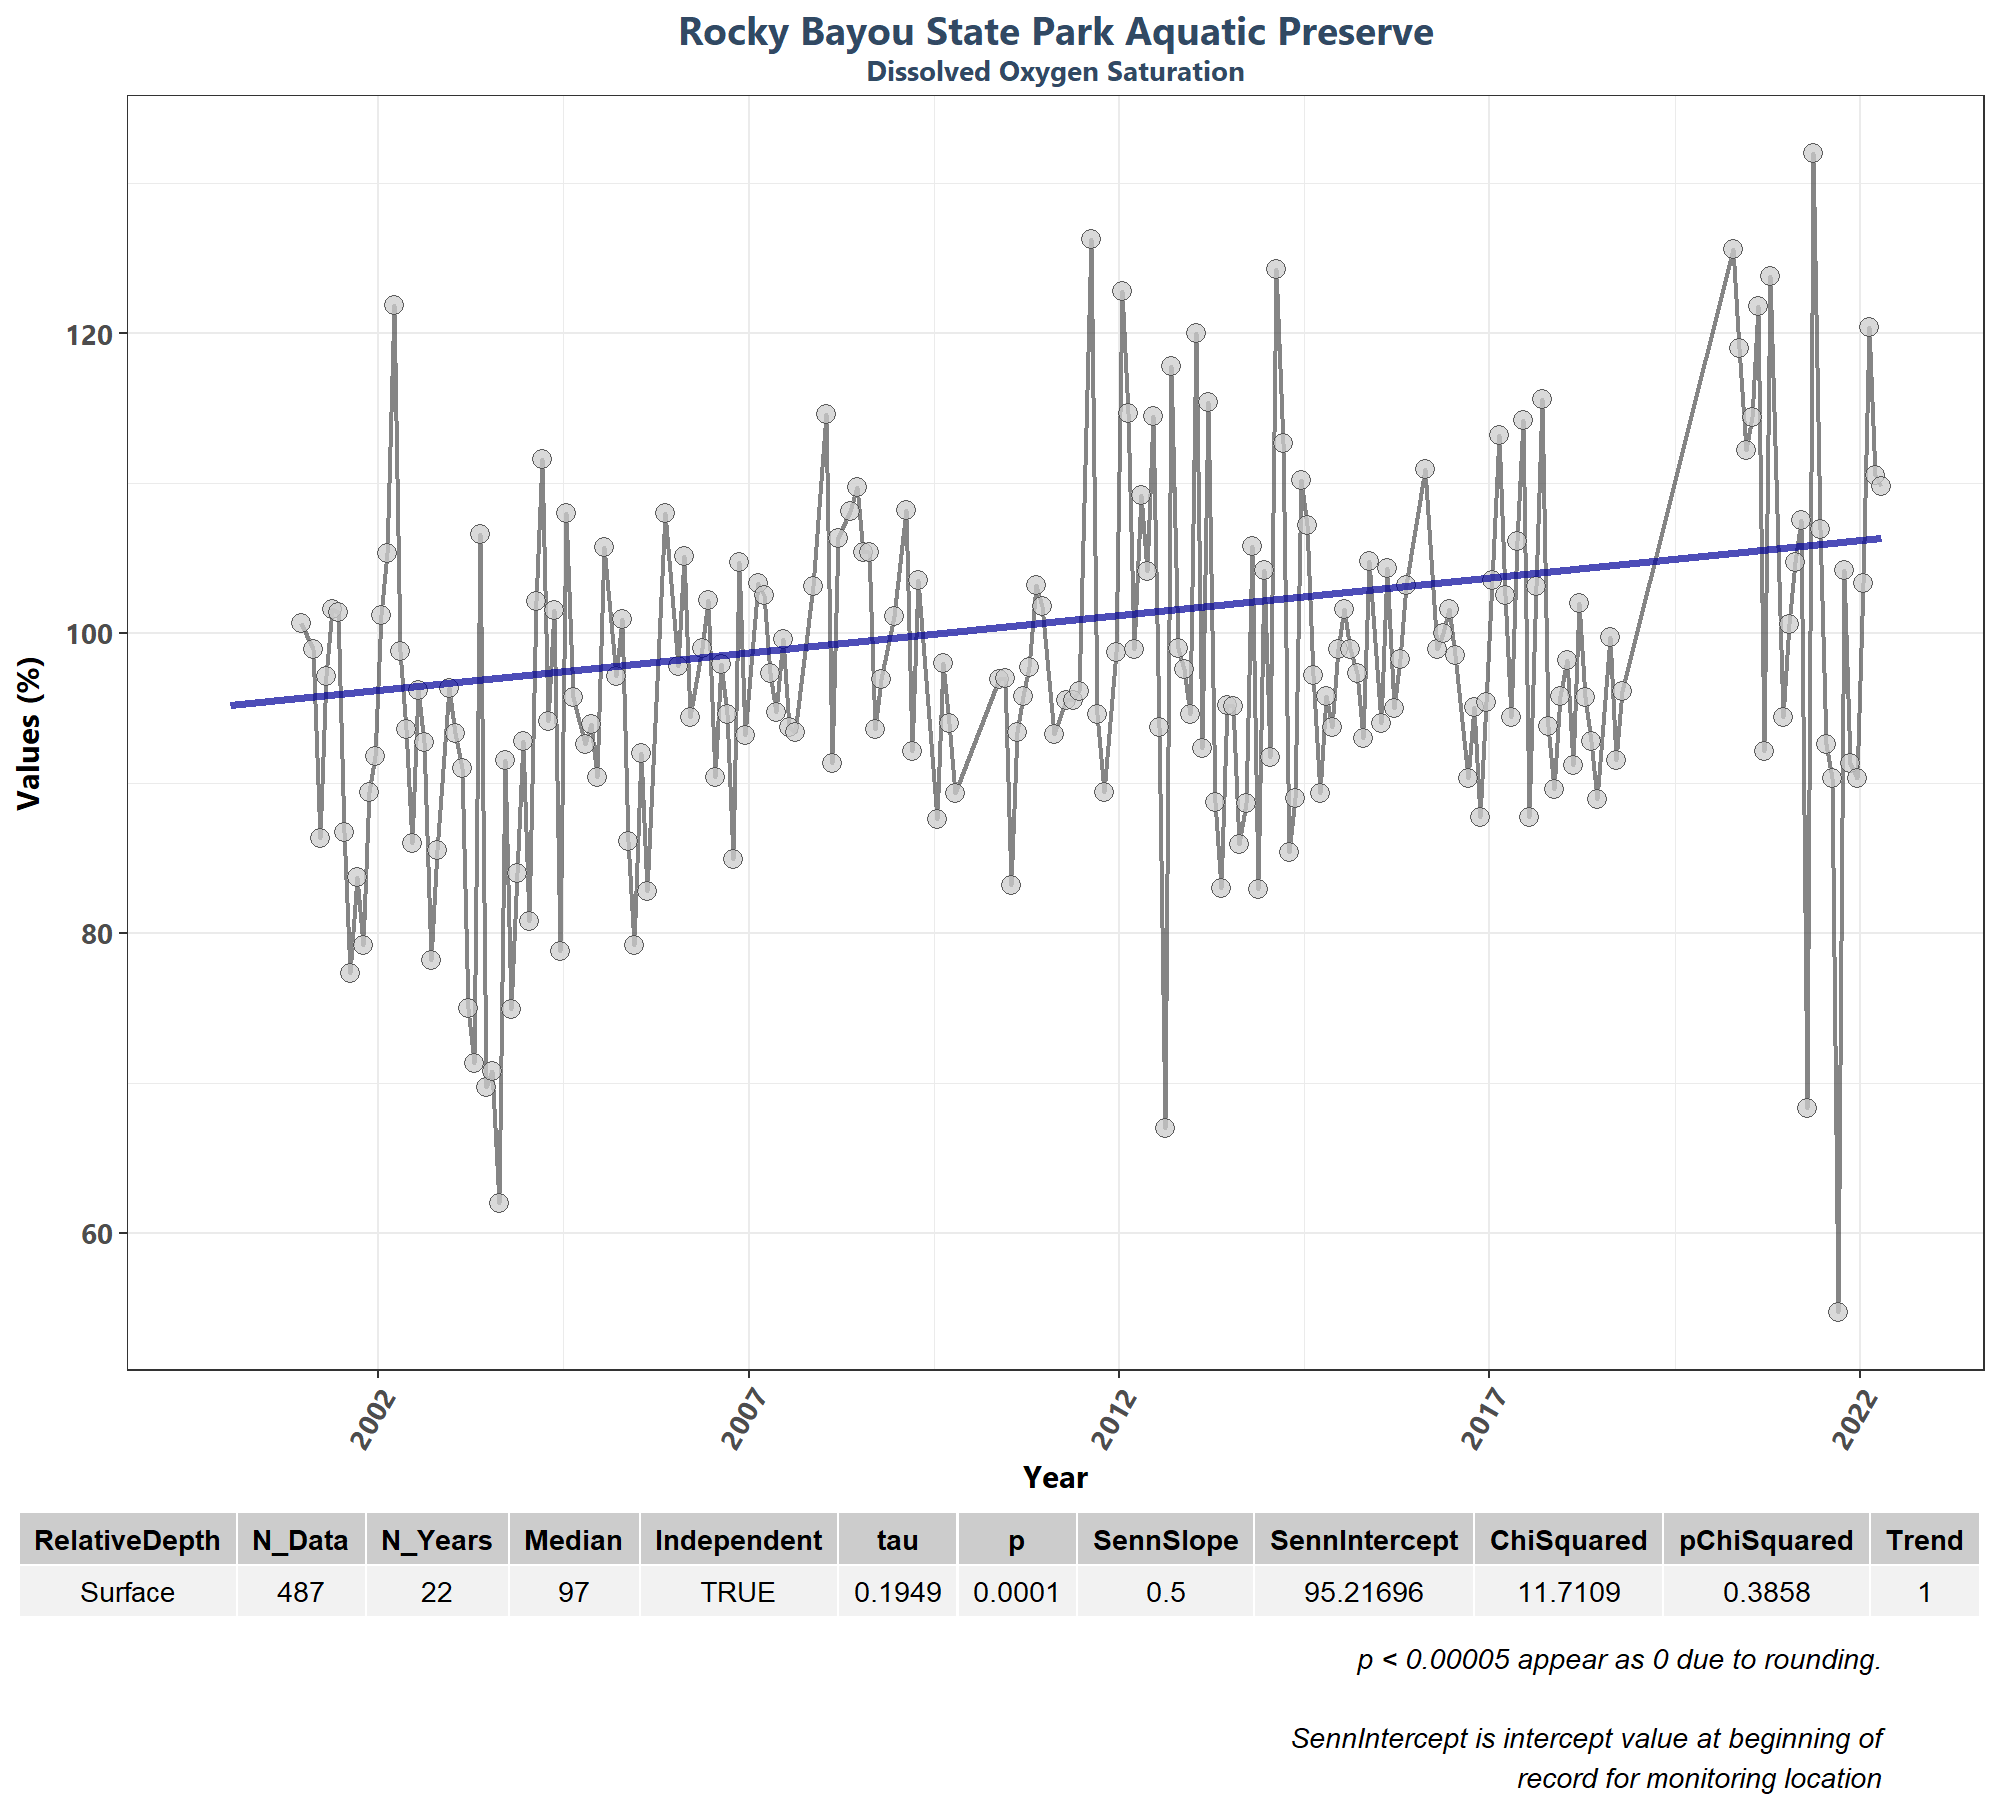 Rocky Bayou State Park Aquatic Preserve
Dissolved Oxygen Saturation
Values (%)
120
100
80
60
2002
2007
2012
2017
2022
Year
RelativeDepth N_Data N_Years Median Independent tau p SennSlope SennIntercept ChiSquared pChiSquared Trend
Surface 487 22 97 TRUE 0.1949 0.0001 0.5 95.21696 11.7109 0.3858 1
p < 0.00005 appear as 0 due to rounding.
SennIntercept is intercept value at beginning of
record for monitoring location